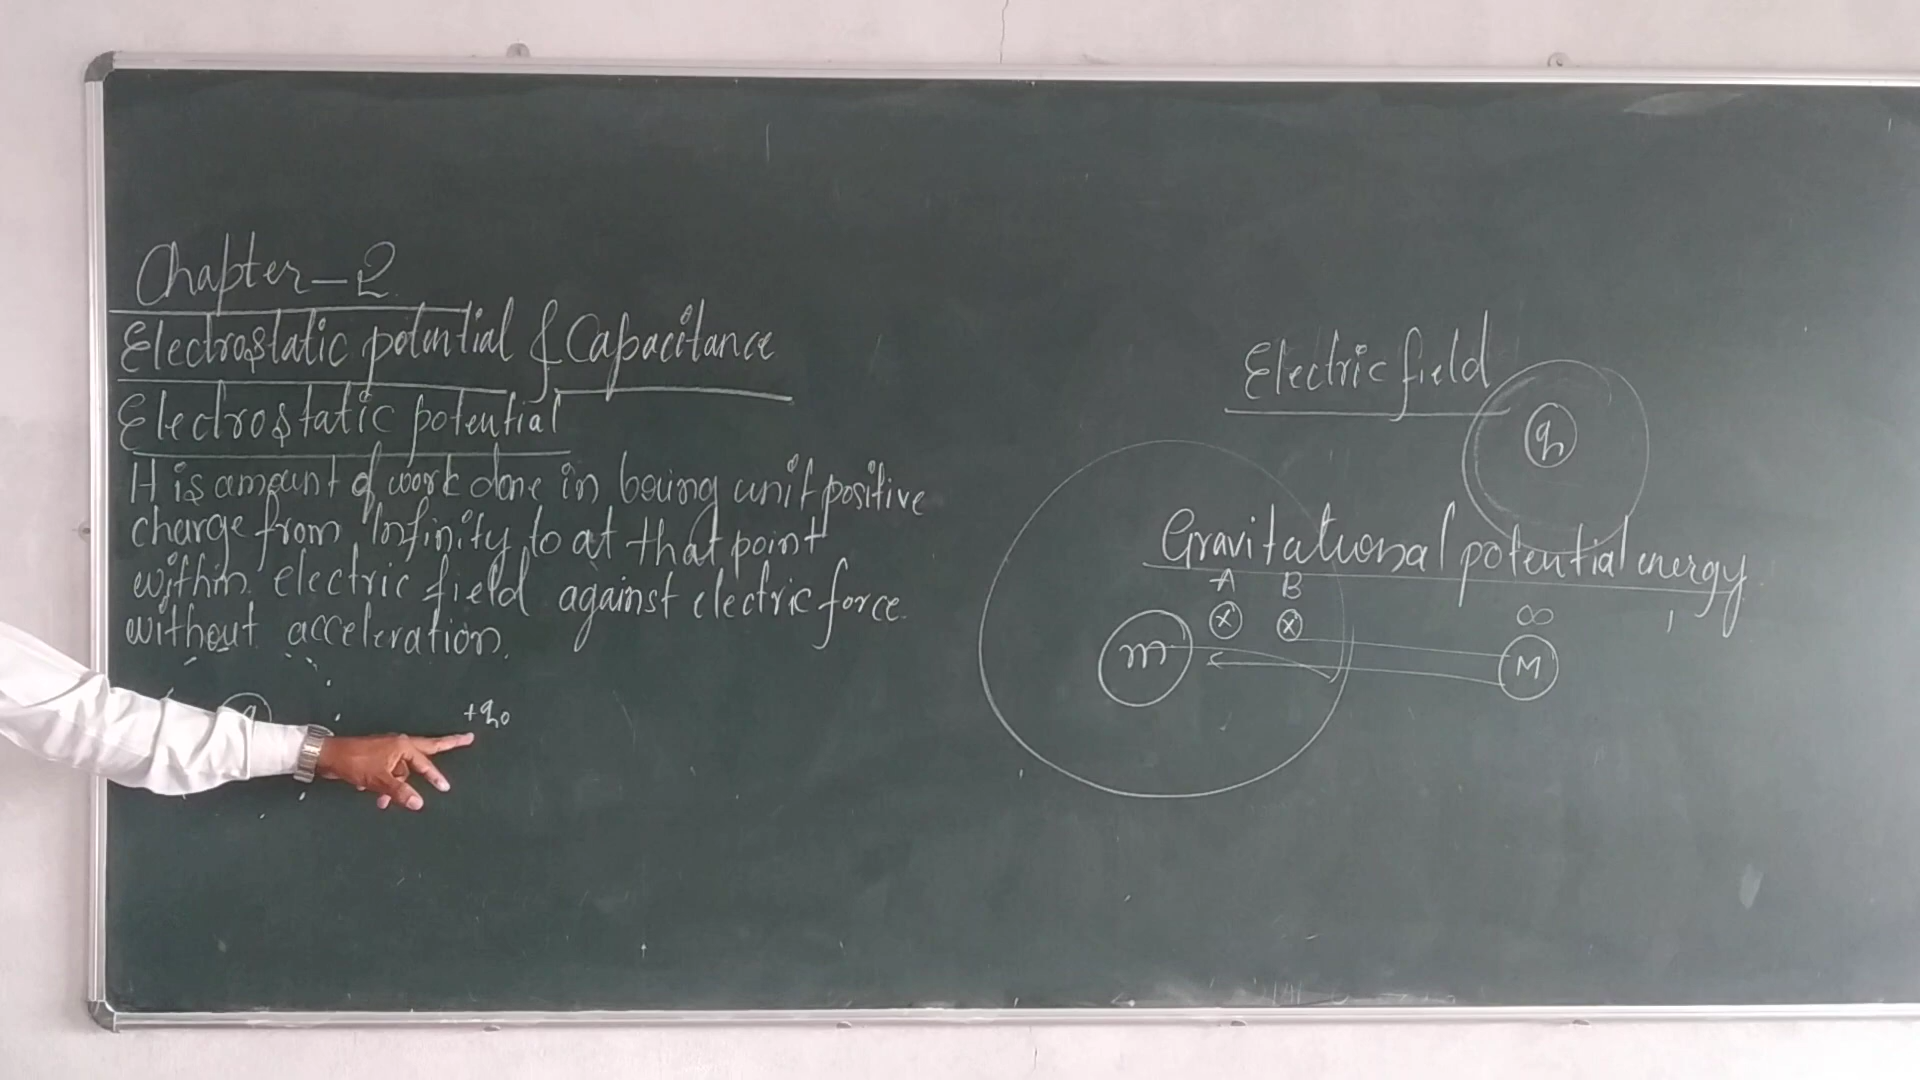 Chapter-2
Electrostatic potential & Capacitance
Electrostatic potential
It is amount of work done in boing unit positive
charge from Infinity to at that point
within electric field against electric force
without acceleration.
q
+q₀
Electric field
q
Gravitational potential energy
A B ∞
x x
m M